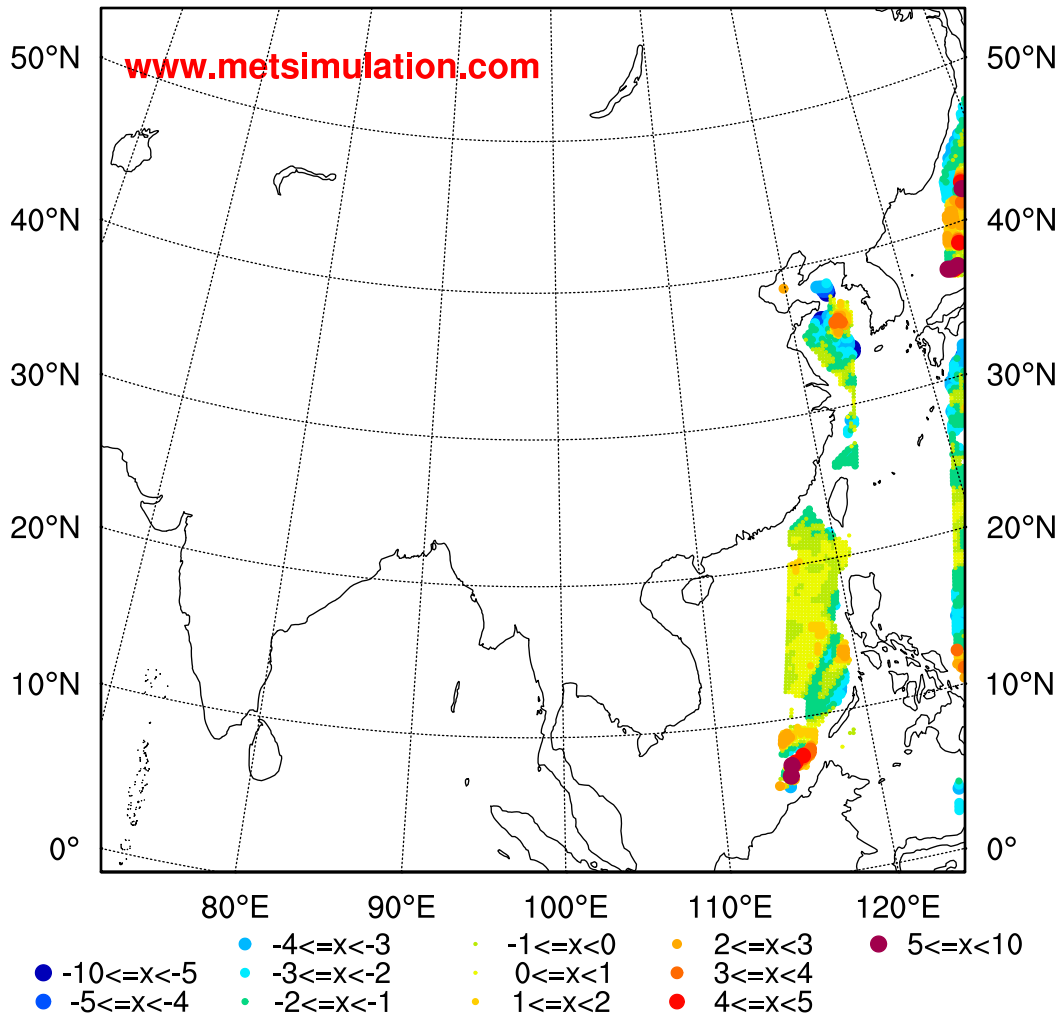 www.metsimulation.com
50°N 50°N
40°N 40°N
30°N 30°N
20°N 20°N
10°N 10°N
0° 0°
80°E 90°E 100°E 110°E 120°E
-4<=x<-3 -1<=x<0 2<=x<3 5<=x<10
-10<=x<-5 -3<=x<-2 0<=x<1 3<=x<4
-5<=x<-4 -2<=x<-1 1<=x<2 4<=x<5